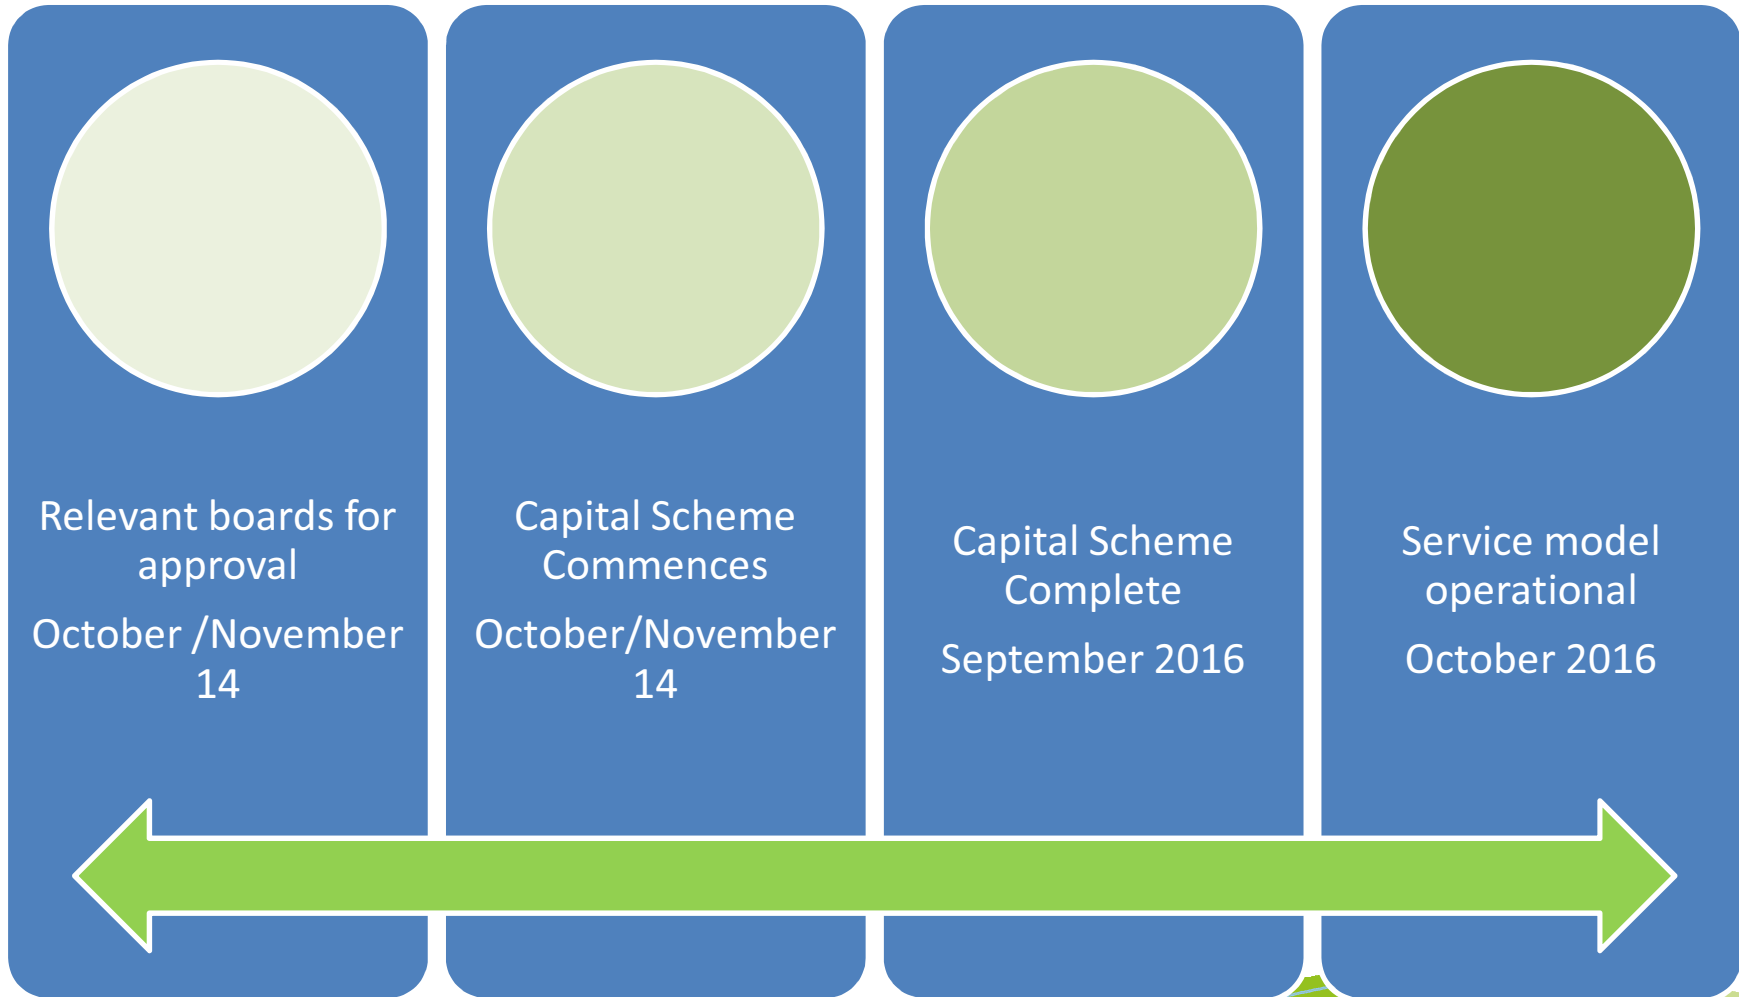 Relevant boards for
approval
October /November
14
Capital Scheme
Commences
October/November
14
Capital Scheme
Complete
September 2016
Service model
operational
October 2016